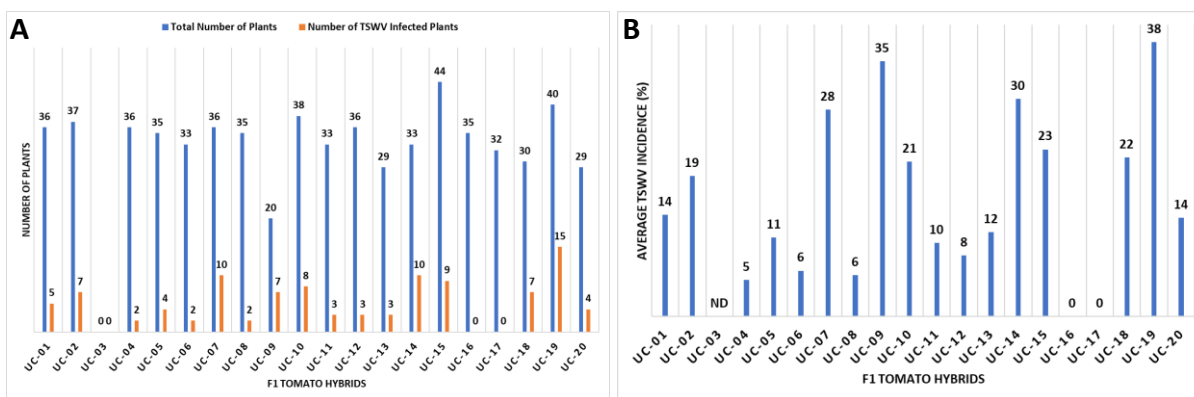 A
Total Number of Plants
Number of TSWV Infected Plants
NUMBER OF PLANTS
36 5
37 7
0 0
36 2
35 4
33 2
36 10
35 2
20 7
38 8
33 3
36 3
29 3
33 10
44 9
35 0
32 0
30 7
40 15
29 4
UC-01 UC-02 UC-03 UC-04 UC-05 UC-06 UC-07 UC-08 UC-09 UC-10 UC-11 UC-12 UC-13 UC-14 UC-15 UC-16 UC-17 UC-18 UC-19 UC-20
F1 TOMATO HYBRIDS
B
AVERAGE TSWV INCIDENCE (%)
14 19 ND 5 11 6 28 6 35 21 10 8 12 30 23 0 0 22 38 14
UC-01 UC-02 UC-03 UC-04 UC-05 UC-06 UC-07 UC-08 UC-09 UC-10 UC-11 UC-12 UC-13 UC-14 UC-15 UC-16 UC-17 UC-18 UC-19 UC-20
F1 TOMATO HYBRIDS